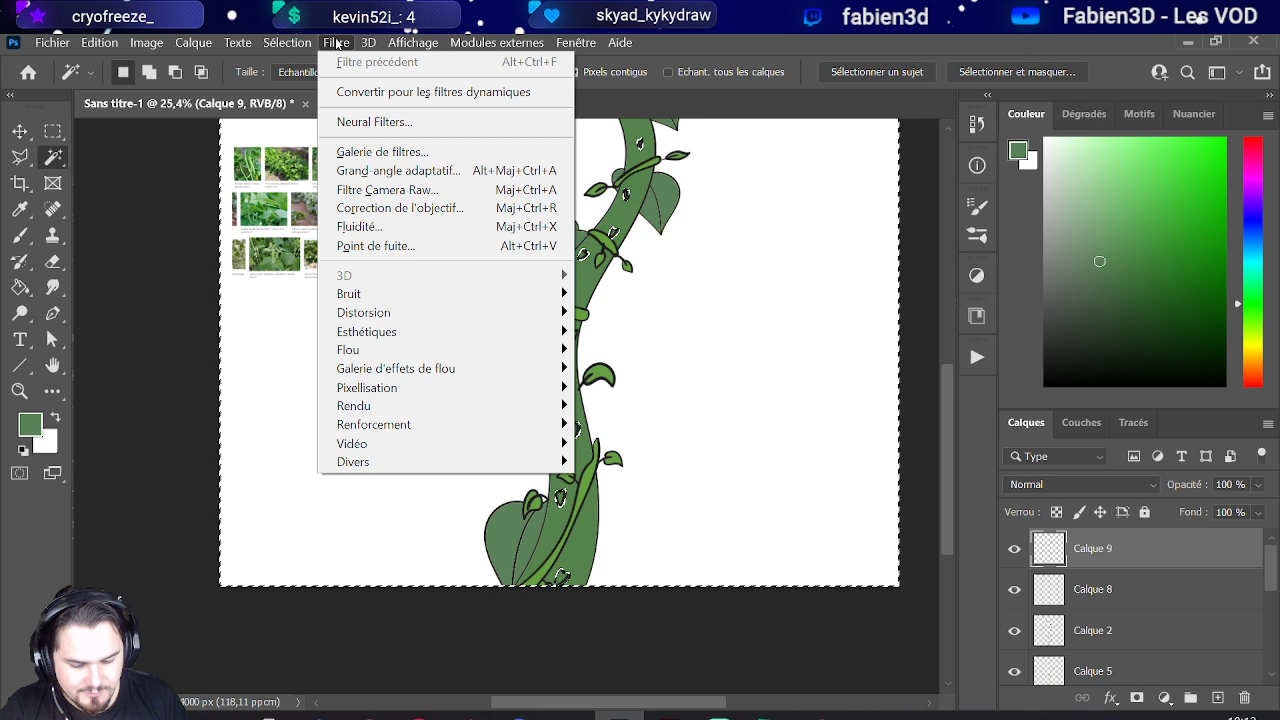 cryofreeze_
kevin52i_: 4
skyad_kykydraw
fabien3d
Fabien3D - Les VOD
Fichier Edition Image Calque Texte Sélection Filtre 3D Affichage Modules externes Fenêtre Aide
Taille : Echantillo
Pixels contigus
Echant. tous les calques
Sélectionner un sujet
Sélectionner et masquer...
Sans titre-1 @ 25,4% (Calque 9, RVB/8) *
Filtre précédent Alt+Ctrl+F
Convertir pour les filtres dynamiques
Neural Filters...
Galerie de filtres...
Grand-angle adaptatif... Alt+Maj+Ctrl+A
Filtre Camera Raw... Maj+Ctrl+A
Correction de l'objectif... Maj+Ctrl+R
Fluidité... Maj+Ctrl+X
Point de fuite... Alt+Ctrl+V
3D
Bruit
Distorsion
Esthétiques
Flou
Galerie d'effets de flou
Pixellisation
Rendu
Renforcement
Vidéo
Divers
Couleur Dégradés Motifs Nuancier
Calques Couches Tracés
Type
Normal Opacité : 100 %
Verrou : Fond : 100 %
Calque 9
Calque 8
Calque 2
Calque 5
4000 px (118,11 ppcm)